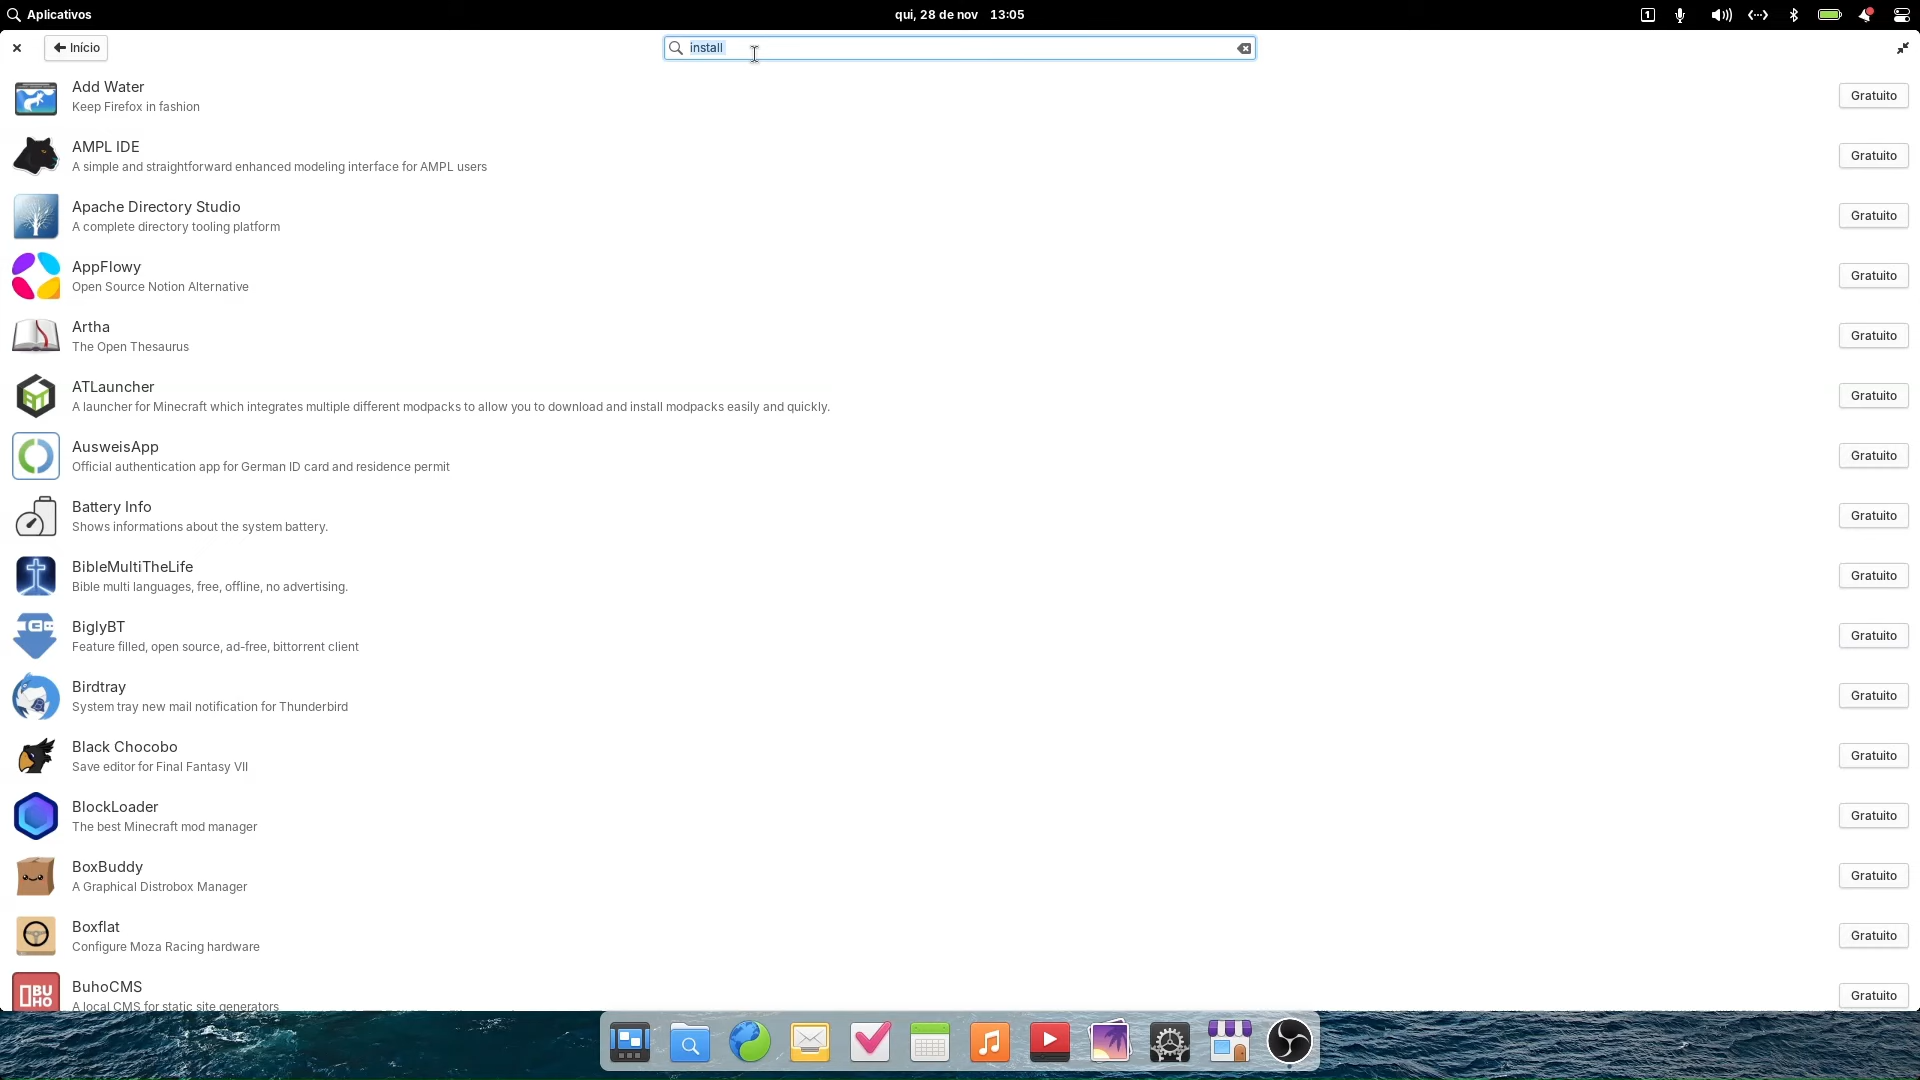 Aplicativos
qui, 28 de nov 13:05
1
Início
install
Add Water
Keep Firefox in fashion
Gratuito
AMPL IDE
A simple and straightforward enhanced modeling interface for AMPL users
Gratuito
Apache Directory Studio
A complete directory tooling platform
Gratuito
AppFlowy
Open Source Notion Alternative
Gratuito
Artha
The Open Thesaurus
Gratuito
ATLauncher
A launcher for Minecraft which integrates multiple different modpacks to allow you to download and install modpacks easily and quickly.
Gratuito
AusweisApp
Official authentication app for German ID card and residence permit
Gratuito
Battery Info
Shows informations about the system battery.
Gratuito
BibleMultiTheLife
Bible multi languages, free, offline, no advertising.
Gratuito
BiglyBT
Feature filled, open source, ad-free, bittorrent client
Gratuito
Birdtray
System tray new mail notification for Thunderbird
Gratuito
Black Chocobo
Save editor for Final Fantasy VII
Gratuito
BlockLoader
The best Minecraft mod manager
Gratuito
BoxBuddy
A Graphical Distrobox Manager
Gratuito
Boxflat
Configure Moza Racing hardware
Gratuito
BU
HO
BuhoCMS
A local CMS for static site generators
Gratuito